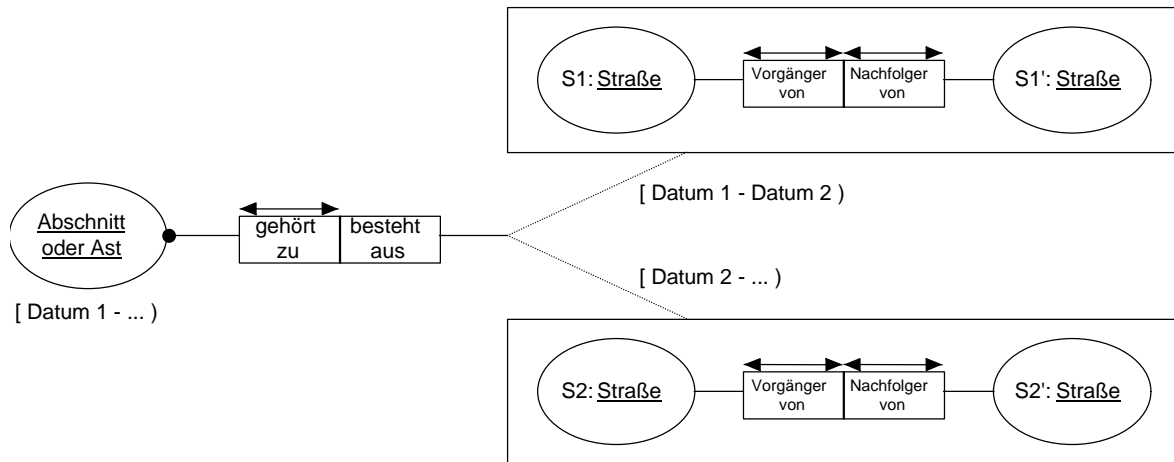 S1: Straße
Vorgänger
von
Nachfolger
von
S1': Straße
[ Datum 1 - Datum 2 )
Abschnitt
oder Ast
gehört
zu
besteht
aus
[ Datum 2 - ... )
[ Datum 1 - ... )
S2: Straße
Vorgänger
von
Nachfolger
von
S2': Straße